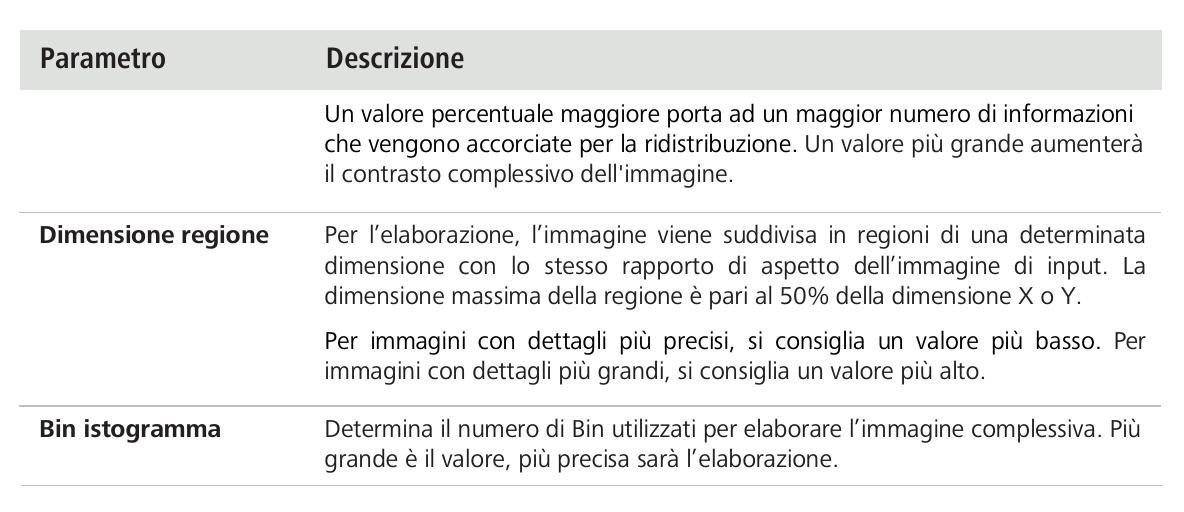 Parametro Descrizione
Un valore percentuale maggiore porta ad un maggior numero di informazioni
che vengono accorciate per la ridistribuzione. Un valore più grande aumenterà
il contrasto complessivo dell'immagine.
Dimensione regione Per l’elaborazione, l’immagine viene suddivisa in regioni di una determinata
dimensione con lo stesso rapporto di aspetto dell’immagine di input. La
dimensione massima della regione è pari al 50% della dimensione X o Y.
Per immagini con dettagli più precisi, si consiglia un valore più basso. Per
immagini con dettagli più grandi, si consiglia un valore più alto.
Bin istogramma Determina il numero di Bin utilizzati per elaborare l’immagine complessiva. Più
grande è il valore, più precisa sarà l’elaborazione.